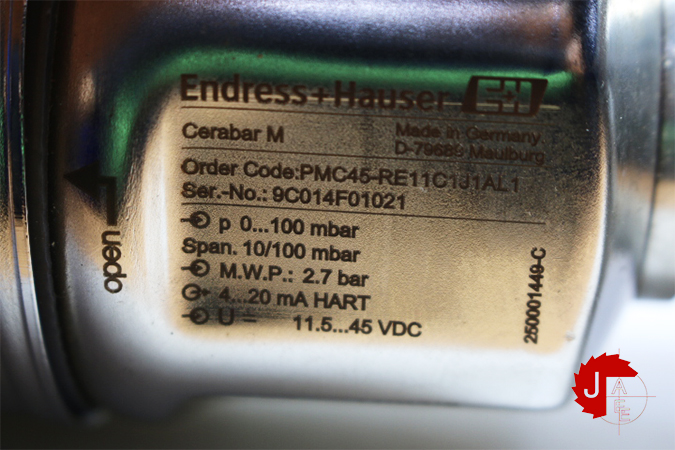 Endress+Hauser EH
Cerabar M
Made in Germany
D-79689 Maulburg
Order Code:PMC45-RE11C1J1AL1
Ser.-No.: 9C014F01021
p 0...100 mbar
Span. 10/100 mbar
M.W.P.: 2.7 bar
4...20 mA HART
U = 11.5...45 VDC
open
250001449-C
J